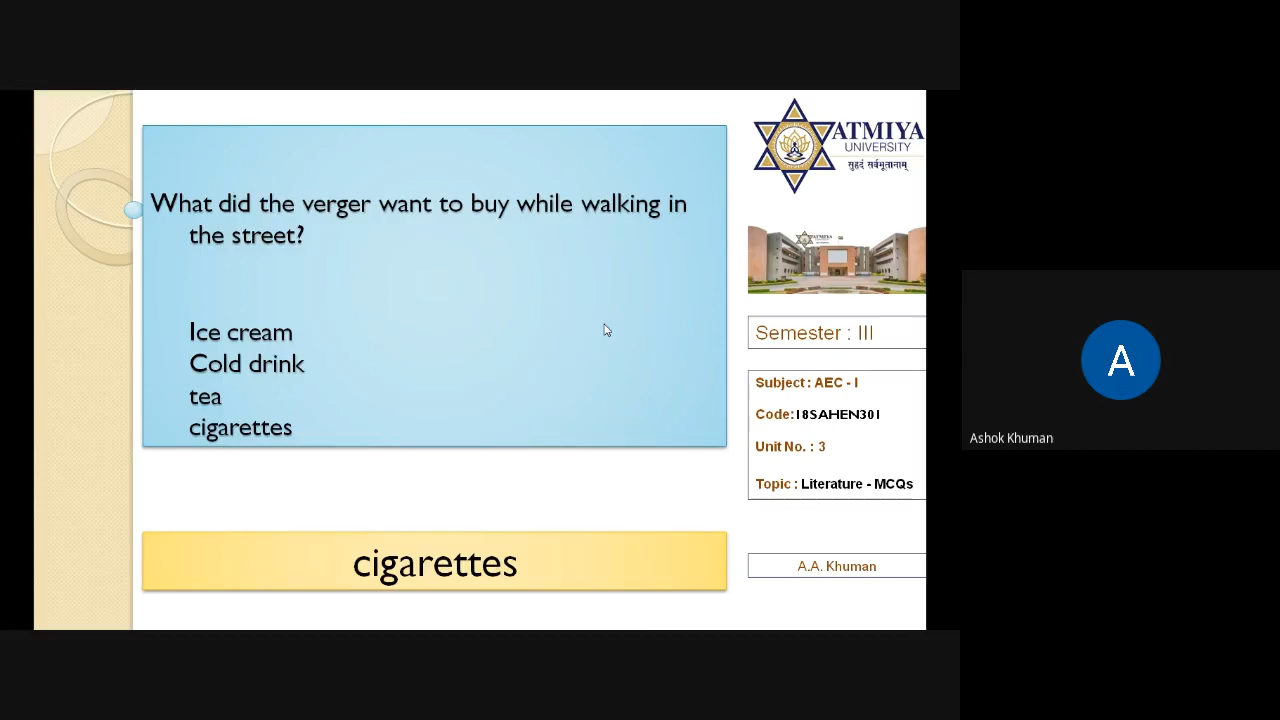 What did the verger want to buy while walking in
the street?
Ice cream
Cold drink
tea
cigarettes
cigarettes
ATMIYA
UNIVERSITY
सुहृदं सर्वभूतानाम्
ATMIYA
Semester : III
Subject : AEC - I
Code:18SAHEN301
Unit No. : 3
Topic : Literature - MCQs
A.A. Khuman
A
Ashok Khuman